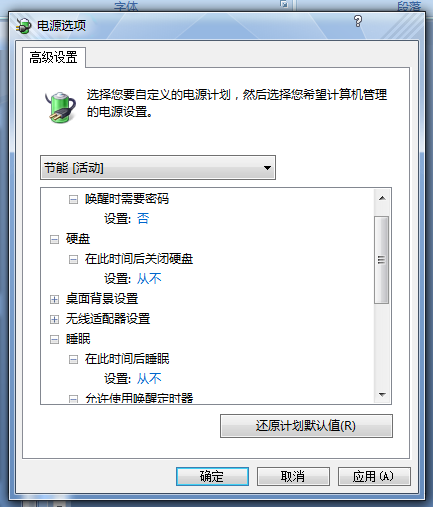 字体
段落
电源选项
高级设置
选择您要自定义的电源计划，然后选择您希望计算机管理
的电源设置。
节能 [活动]
唤醒时需要密码
设置: 否
硬盘
在此时间后关闭硬盘
设置: 从不
桌面背景设置
无线适配器设置
睡眠
在此时间后睡眠
设置: 从不
允许使用唤醒定时器
还原计划默认值(R)
确定
取消
应用(A)